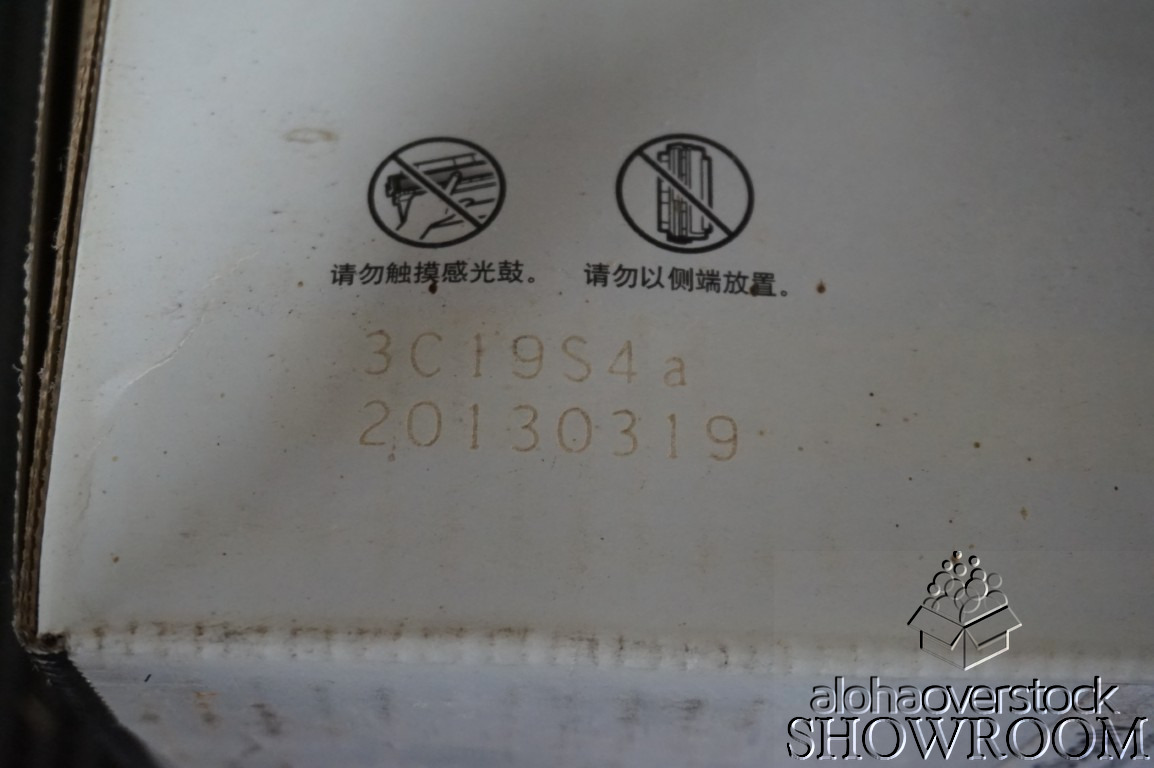 请勿触摸感光鼓。 请勿以侧端放置。
3C19S4a
20130319
alohaoverstock
SHOWROOM